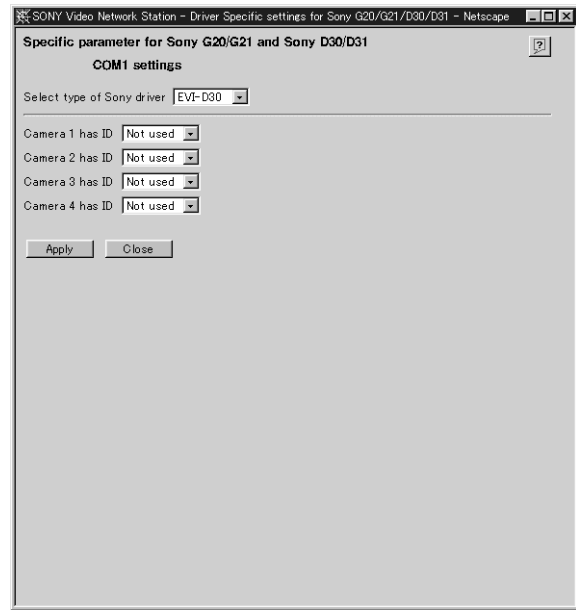 SONY Video Network Station - Driver Specific settings for Sony G20/G21/D30/D31 - Netscape
Specific parameter for Sony G20/G21 and Sony D30/D31
?
COM1 settings
Select type of Sony driver EVI-D30
Camera 1 has ID Not used
Camera 2 has ID Not used
Camera 3 has ID Not used
Camera 4 has ID Not used
Apply Close